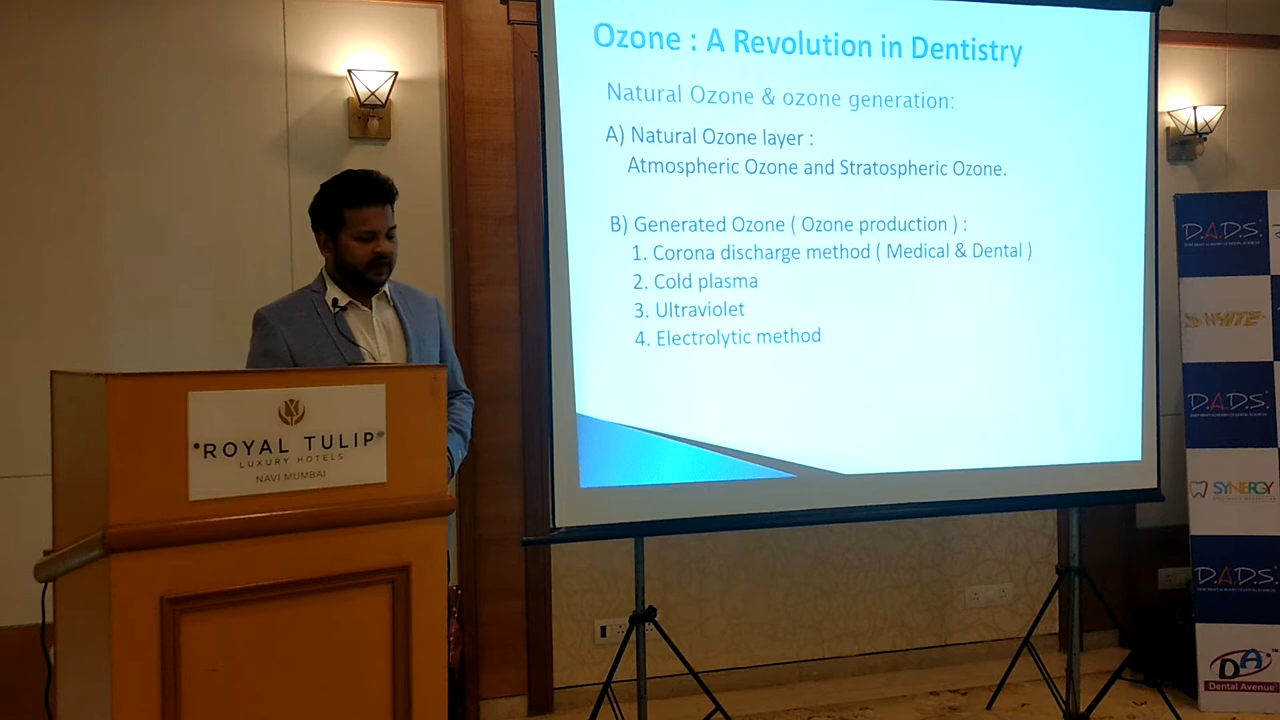 Ozone : A Revolution in Dentistry
Natural Ozone & ozone generation:
A) Natural Ozone layer :
Atmospheric Ozone and Stratospheric Ozone.
B) Generated Ozone ( Ozone production ) :
1. Corona discharge method ( Medical & Dental )
2. Cold plasma
3. Ultraviolet
4. Electrolytic method
ROYAL TULIP
LUXURY HOTELS
NAVI MUMBAI
D.A.D.S.
WHITE
D.A.D.S.
SYNERGY
D.A.D.S.
DA
Dental Avenue